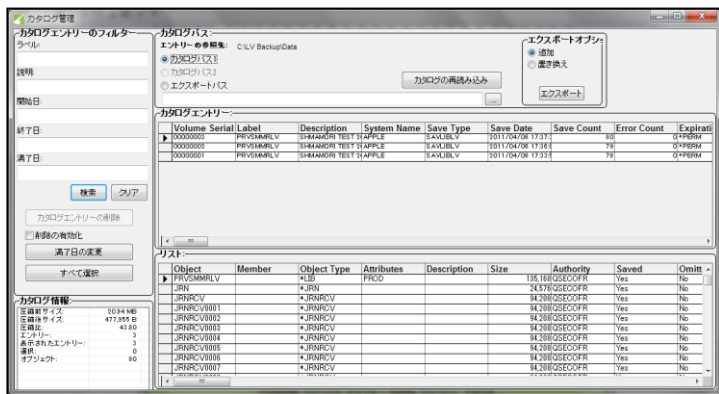 カタログ管理
カタログエントリーのフィルター
ラベル:
説明:
開始日:
終了日:
満了日:
検索 クリア
カタログエントリーの削除
削除の有効化
満了日の変更
すべて選択
カタログ情報:
圧縮前サイズ: 20.94 MB
圧縮後サイズ: 477,955 B
圧縮比: 43.80
エントリー: 3
表示されたエントリー: 3
選択: 0
オブジェクト: 80
カタログパス:
エントリーの参照先: C:\LV Backup\Data
カタログパス1
カタログパス2
エクスポートパス
カタログの再読み込み
...
エクスポートオプショ
追加
置き換え
エクスポート
カタログエントリー:
Volume Serial Label Description System Name Save Type Save Date Save Count Error Count Expirati
00000003 PRVSMMRLV SHIMAMORI TEST 2 APPLE SAVLIBLV 2011/04/06 17:37: 80 0 *PERM
00000002 PRVSMMRLV SHIMAMORI TEST 2 APPLE SAVLIBLV 2011/04/06 17:36: 79 0 *PERM
00000001 PRVSMMRLV SHIMAMORI TEST 2 APPLE SAVLIBLV 2011/04/06 17:33: 78 0 *PERM
リスト:
Object Member Object Type Attributes Description Size Authority Saved Omitt
PRVSMMRLV *LIB PROD 135,168 QSECOFR Yes No
JRN *JRN 24,576 QSECOFR Yes No
JRNRCV *JRNRCV 94,208 QSECOFR Yes No
JRNRCV0001 *JRNRCV 94,208 QSECOFR Yes No
JRNRCV0002 *JRNRCV 94,208 QSECOFR Yes No
JRNRCV0003 *JRNRCV 94,208 QSECOFR Yes No
JRNRCV0004 *JRNRCV 94,208 QSECOFR Yes No
JRNRCV0005 *JRNRCV 94,208 QSECOFR Yes No
JRNRCV0006 *JRNRCV 94,208 QSECOFR Yes No
JRNRCV0007 *JRNRCV 94,208 QSECOFR Yes No